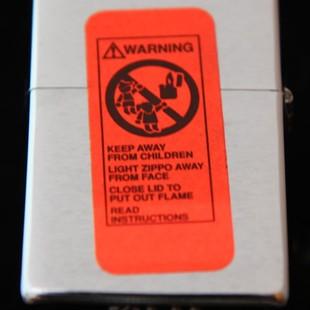 WARNING
KEEP AWAY
FROM CHILDREN
LIGHT ZIPPO AWAY
FROM FACE
CLOSE LID TO
PUT OUT FLAME
READ
INSTRUCTIONS